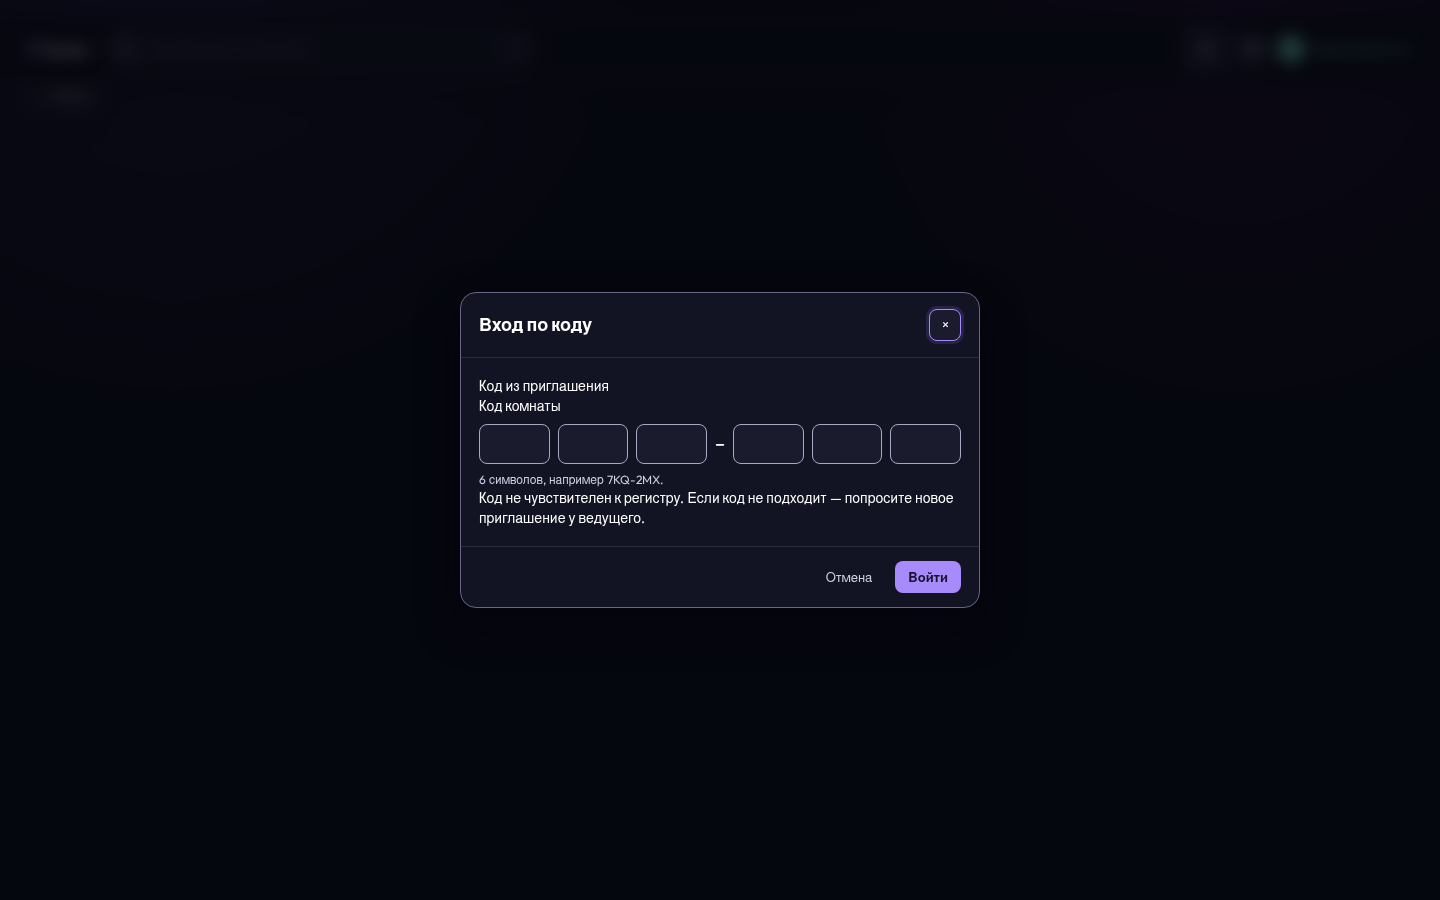 Вход по коду
×
Код из приглашения
Код комнаты
–
6 символов, например 7KQ-2MX.
Код не чувствителен к регистру. Если код не подходит — попросите новое
приглашение у ведущего.
Отмена
Войти